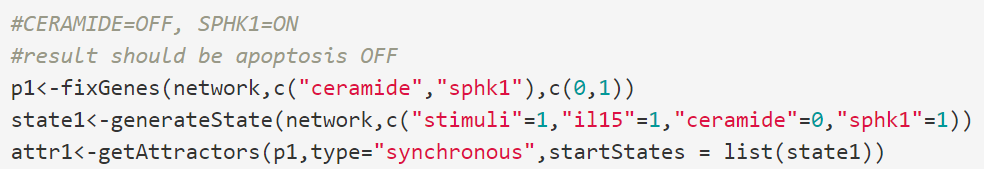 #CERAMIDE=OFF, SPHK1=ON
#result should be apoptosis OFF
p1<-fixGenes(network,c("ceramide","sphk1"),c(0,1))
state1<-generateState(network,c("stimuli"=1,"il15"=1,"ceramide"=0,"sphk1"=1))
attr1<-getAttractors(p1,type="synchronous",startStates = list(state1))